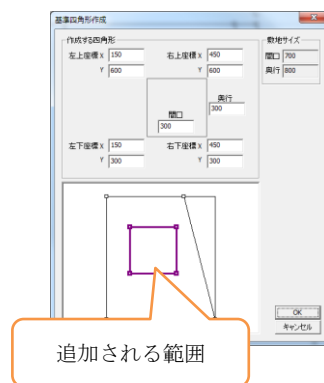 基準四角形作成
作成する四角形
敷地サイズ
左上座標 X 150
右上座標 X 450
間口 700
Y 600
Y 600
奥行 800
奥行
300
間口
300
左下座標 X 150
右下座標 X 450
Y 300
Y 300
OK
キャンセル
追加される範囲